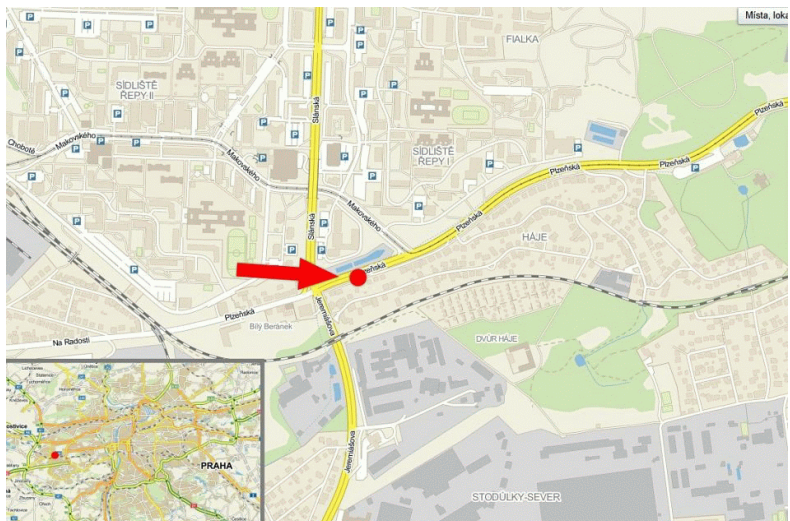 Místa, loka
FIALKA
SÍDLIŠTĚ
ŘEPY II
Slánská
Plzeňská
Chobotě
Makovského
Makovského
SÍDLIŠTĚ
ŘEPY I
Plzeňská
Plzeňská
Makovského
Plzeňská
Slánská
HÁJE
Plzeňská
Plzeňská
Jeremiášova
Bílý Beránek
Na Radosti
DVŮR HÁJE
PRAHA
Jeremiášova
STODŮLKY-SEVER